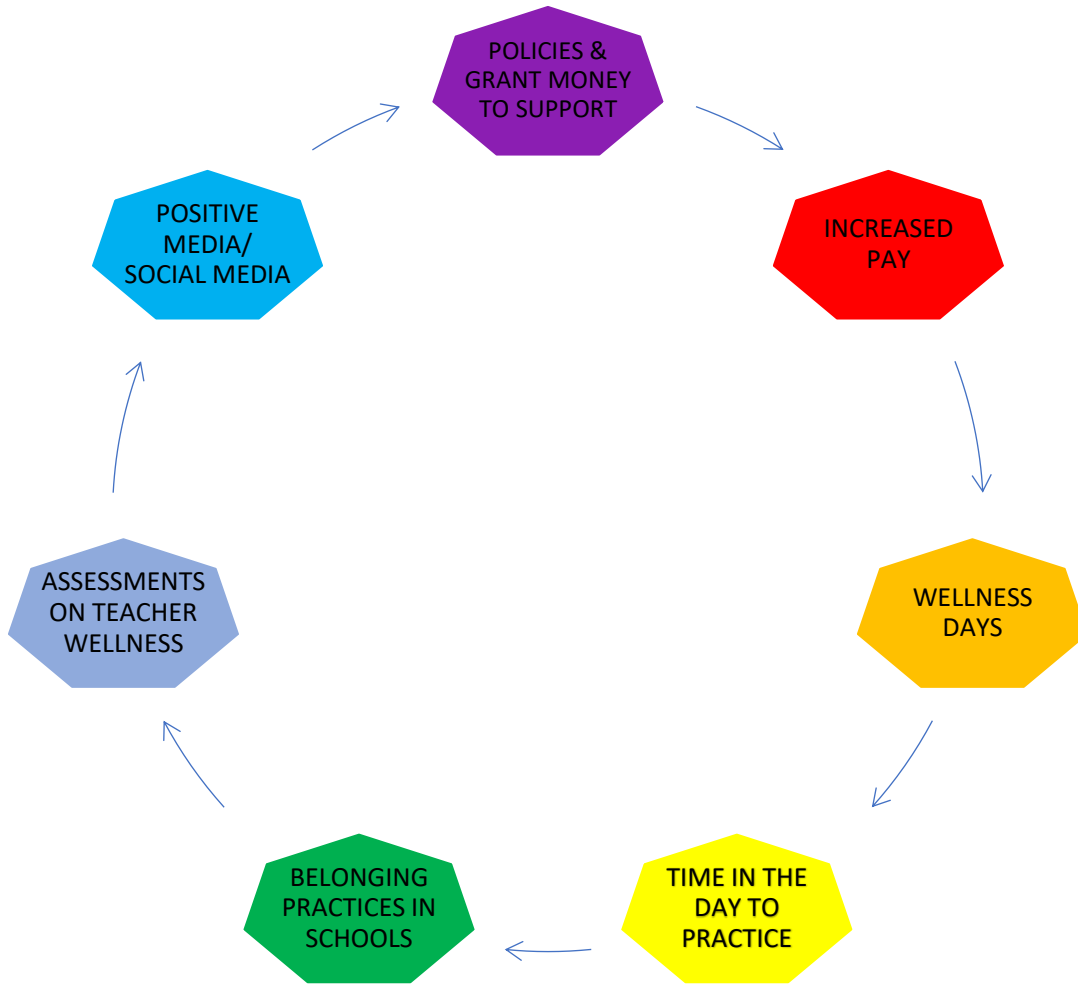 POLICIES &
GRANT MONEY
TO SUPPORT
INCREASED
PAY
WELLNESS
DAYS
TIME IN THE
DAY TO
PRACTICE
BELONGING
PRACTICES IN
SCHOOLS
ASSESSMENTS
ON TEACHER
WELLNESS
POSITIVE
MEDIA/
SOCIAL MEDIA